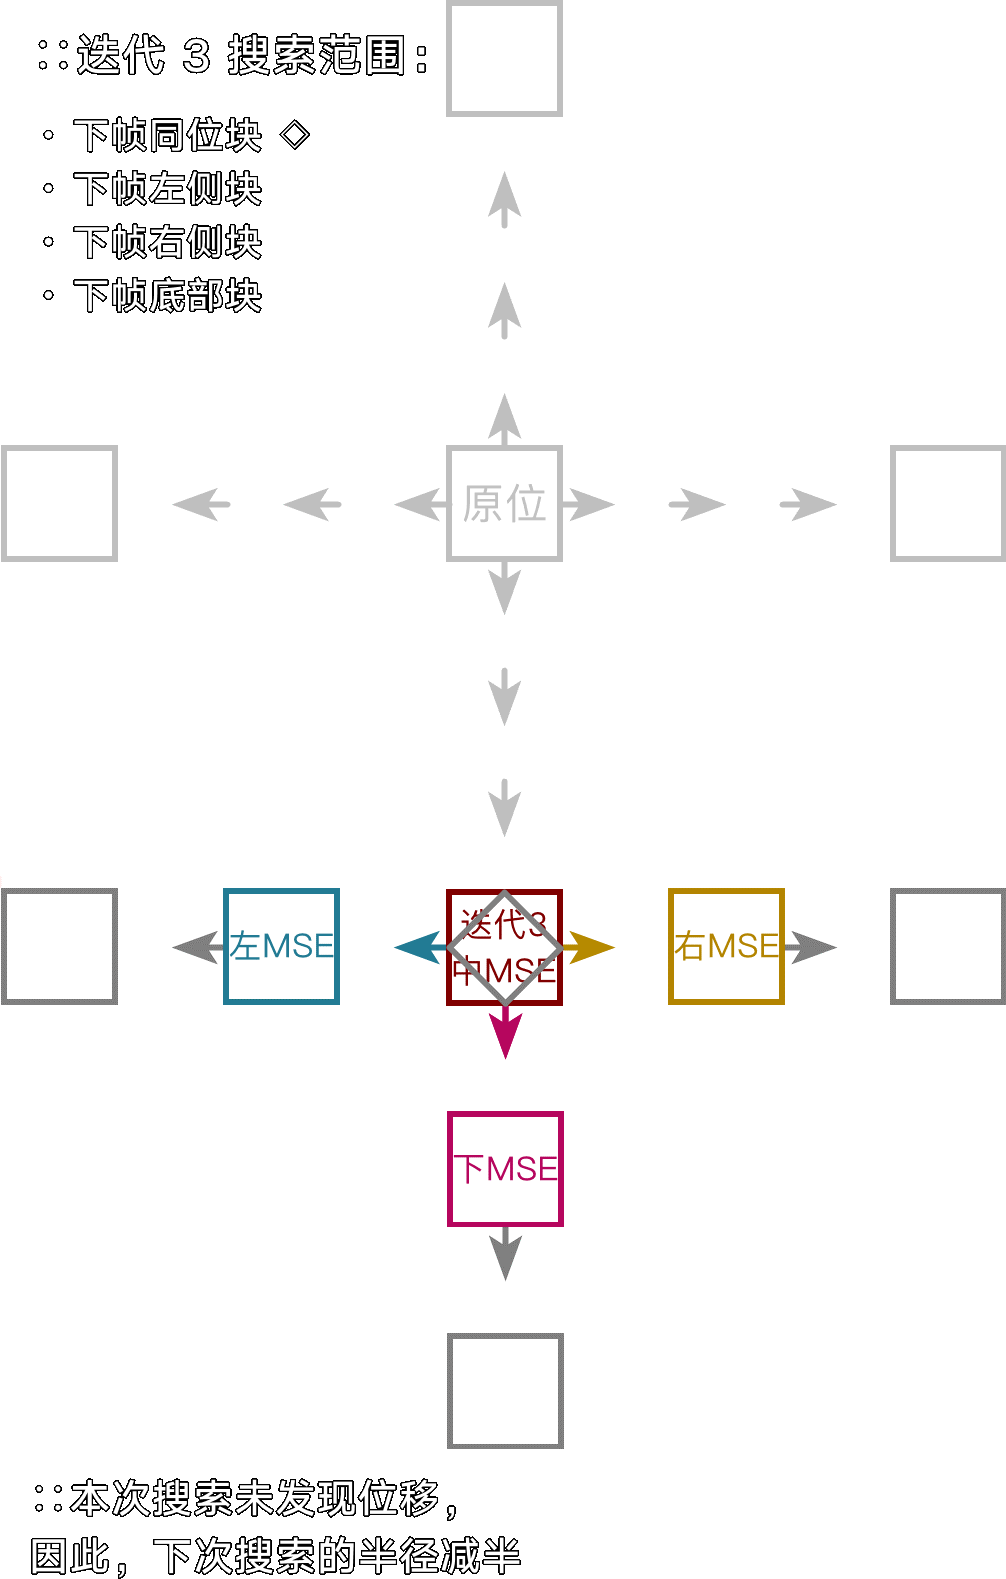 ::迭代 3 搜索范围:
◦ 下帧同位块 ◇
◦ 下帧左侧块
◦ 下帧右侧块
◦ 下帧底部块
原位
左MSE
迭代3
中MSE
右MSE
下MSE
::本次搜索未发现位移,
因此, 下次搜索的半径减半